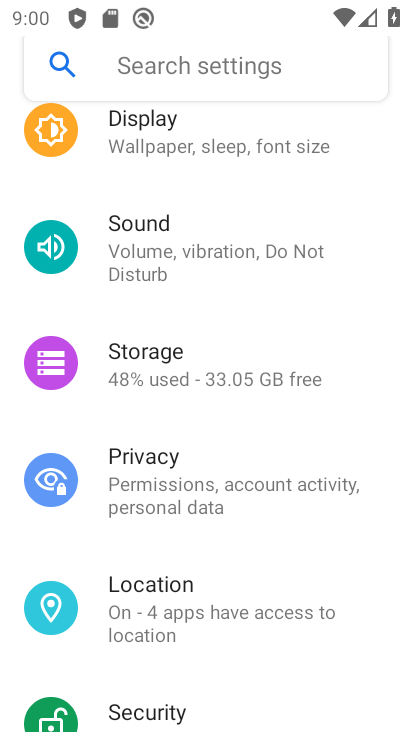 9:00
Search settings
Display
Wallpaper, sleep, font size
Sound
Volume, vibration, Do Not
Disturb
Storage
48% used - 33.05 GB free
Privacy
Permissions, account activity,
personal data
Location
On - 4 apps have access to
location
Security